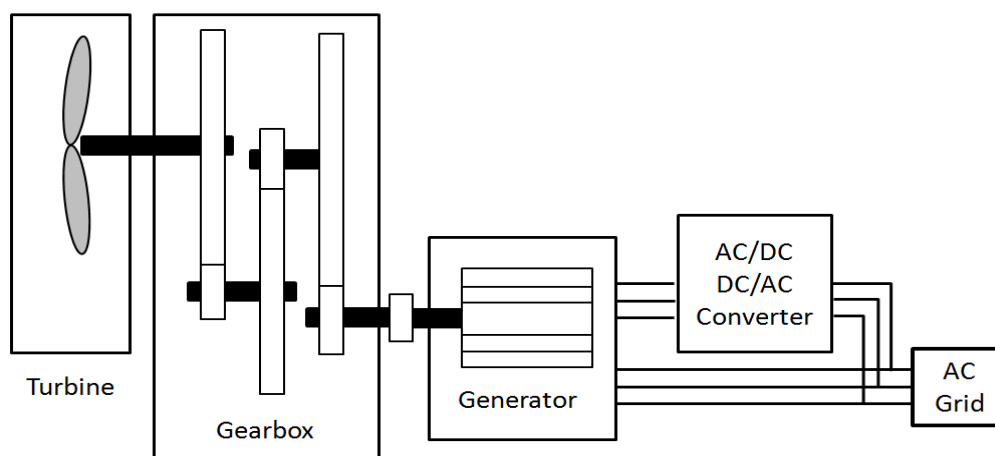 Turbine
Gearbox
Generator
AC/DC
DC/AC
Converter
AC
Grid